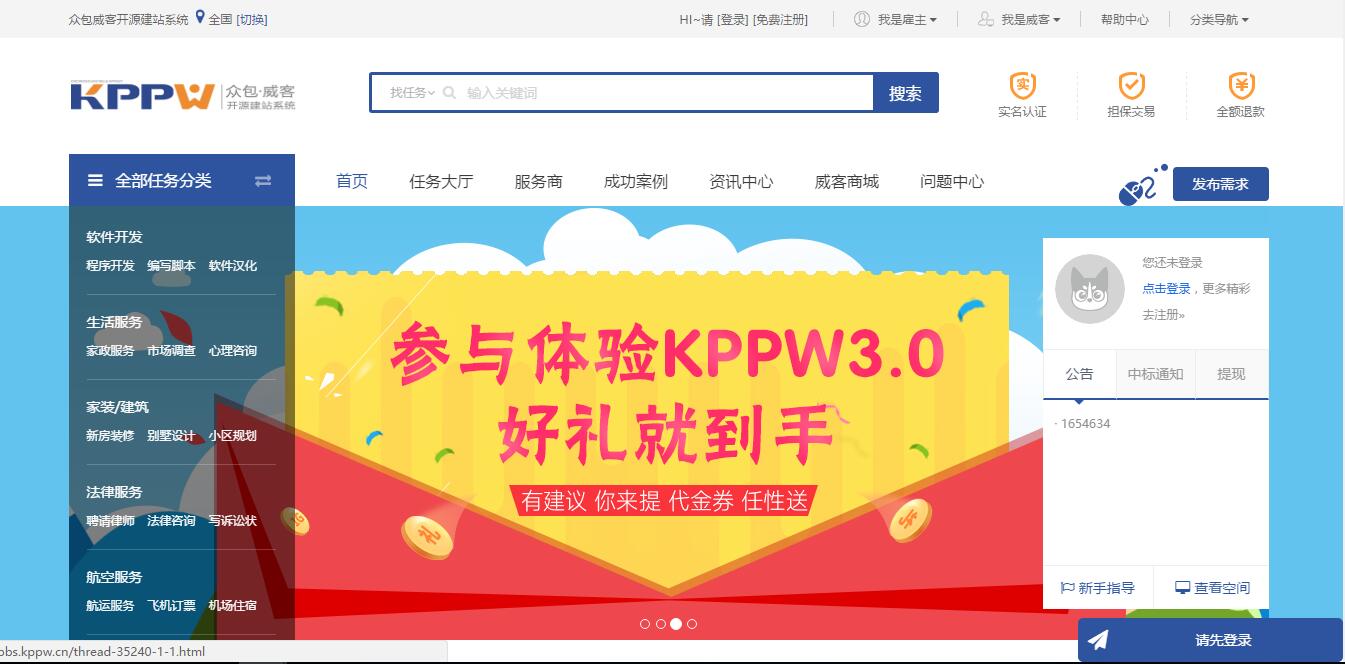 众包威客开源建站系统 全国 [切换] HI~请 [登录] [免费注册] 我是雇主 我是威客 帮助中心 分类导航
KPPW 众包·威客
开源建站系统
找任务 输入关键词 搜索
实名认证 担保交易 全额退款
全部任务分类 首页 任务大厅 服务商 成功案例 资讯中心 威客商城 问题中心 发布需求
软件开发
程序开发 编写脚本 软件汉化
生活服务
家政服务 市场调查 心理咨询
家装/建筑
新房装修 别墅设计 小区规划
法律服务
聘请律师 法律咨询 写诉讼状
航空服务
航运服务 飞机订票 机场住宿
参与体验KPPW3.0
好礼就到手
有建议 你来提 代金券 任性送
礼
您还未登录
点击登录，更多精彩
去注册»
公告 中标通知 提现
· 1654634
新手指导 查看空间
请先登录
bbs.kppw.cn/thread-35240-1-1.html